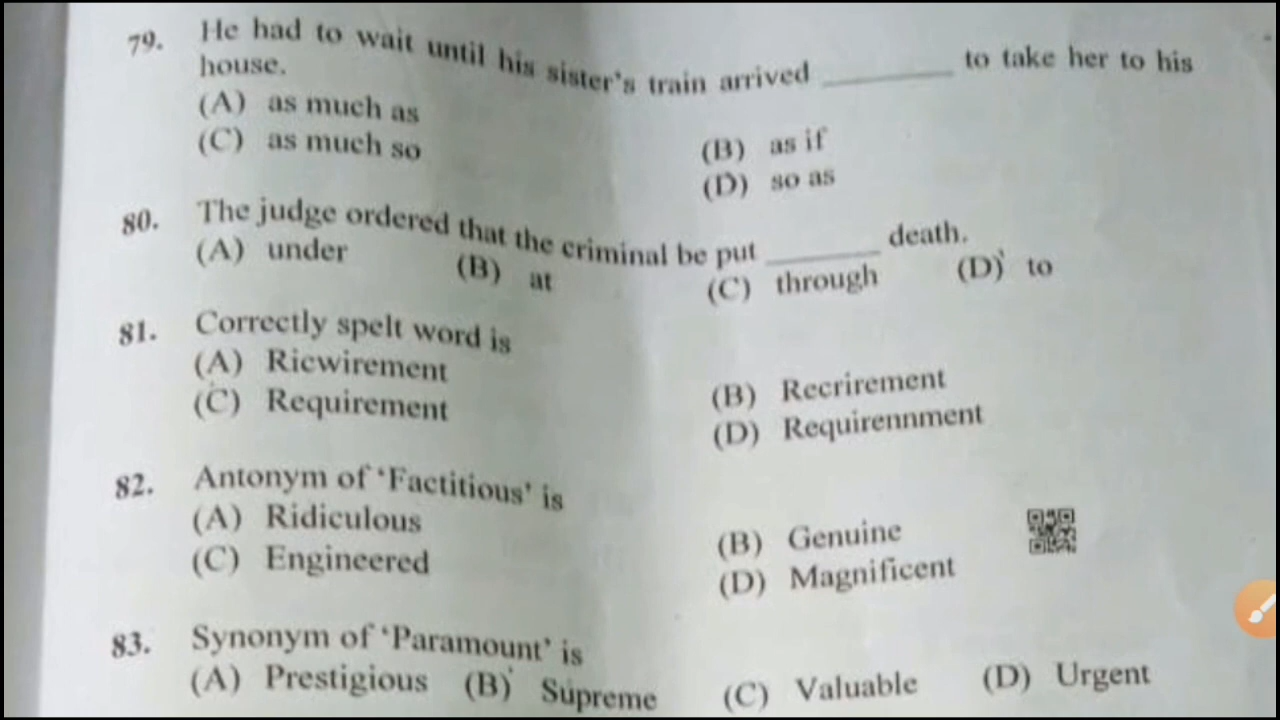 79. He had to wait until his sister's train arrived ________ to take her to his
house.
(A) as much as
(B) as if
(C) as much so
(D) so as
80. The judge ordered that the criminal be put ________ death.
(A) under (B) at (C) through (D) to
81. Correctly spelt word is
(A) Ricwirement
(B) Recrirement
(C) Requirement
(D) Requirennment
82. Antonym of 'Factitious' is
(A) Ridiculous
(B) Genuine
(C) Engineered
(D) Magnificent
83. Synonym of 'Paramount' is
(A) Prestigious (B) Supreme (C) Valuable (D) Urgent